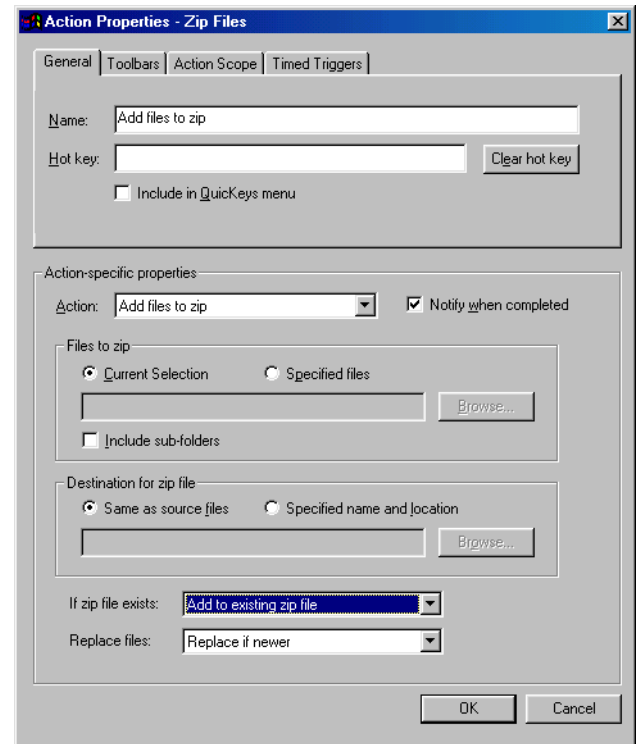 Action Properties - Zip Files
General Toolbars Action Scope Timed Triggers
Name: Add files to zip
Hot key: Clear hot key
Include in QuicKeys menu
Action-specific properties
Action: Add files to zip Notify when completed
Files to zip
Current Selection Specified files
Browse...
Include sub-folders
Destination for zip file
Same as source files Specified name and location
Browse...
If zip file exists: Add to existing zip file
Replace files: Replace if newer
OK Cancel